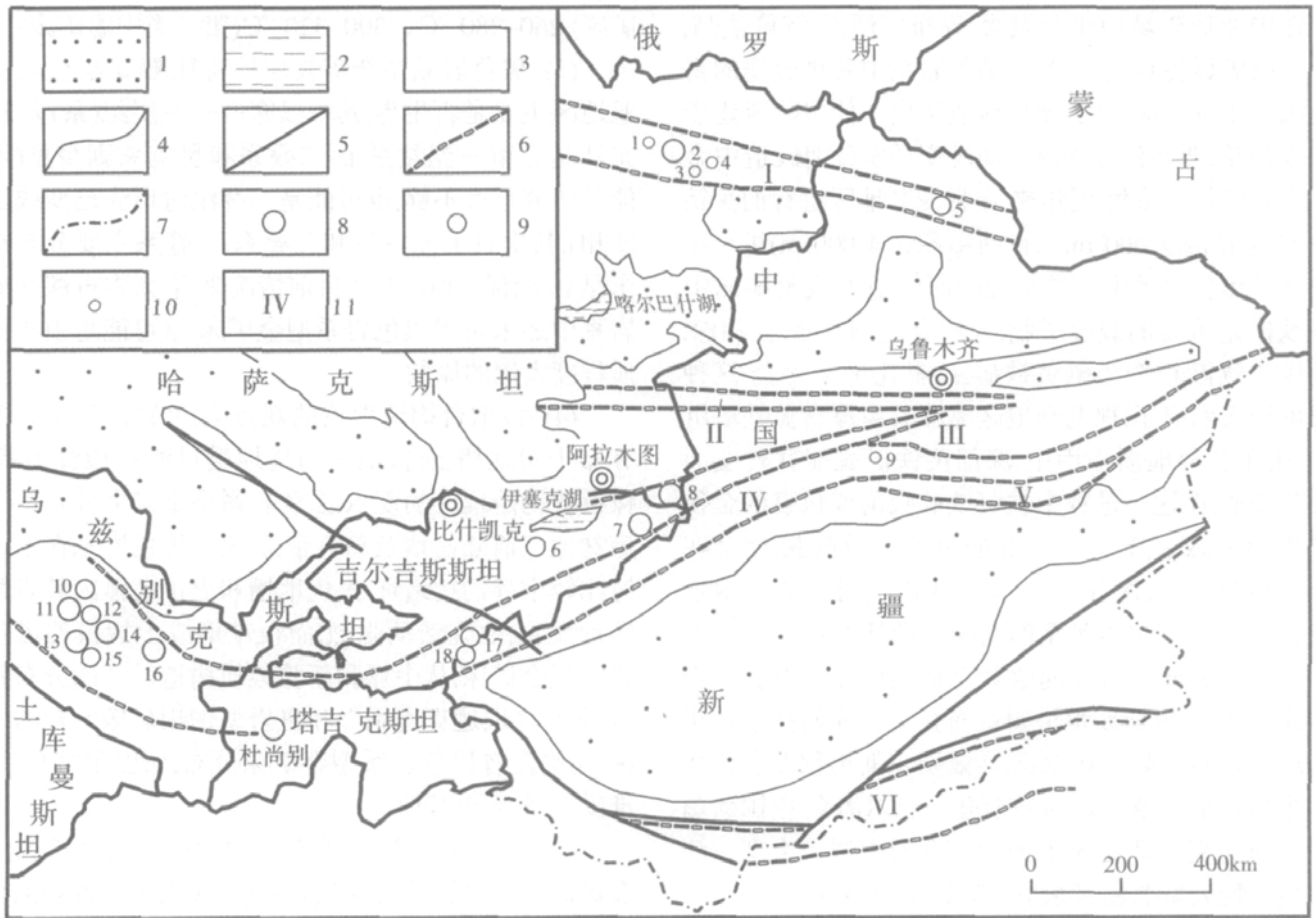 1
2
3
4
5
6
7
8
9
IV
10
11
俄罗斯
蒙古
1
2
3
4
I
5
中
喀尔巴什湖
乌鲁木齐
哈萨克斯坦
II
国
III
9
阿拉木图
8
伊塞克湖
IV
V
比什凯克
7
6
乌兹别克斯坦
吉尔吉斯斯坦
疆
10
11
12
13
14
15
16
17
18
新
塔吉克斯坦
杜尚别
土库曼斯坦
VI
0 200 400km